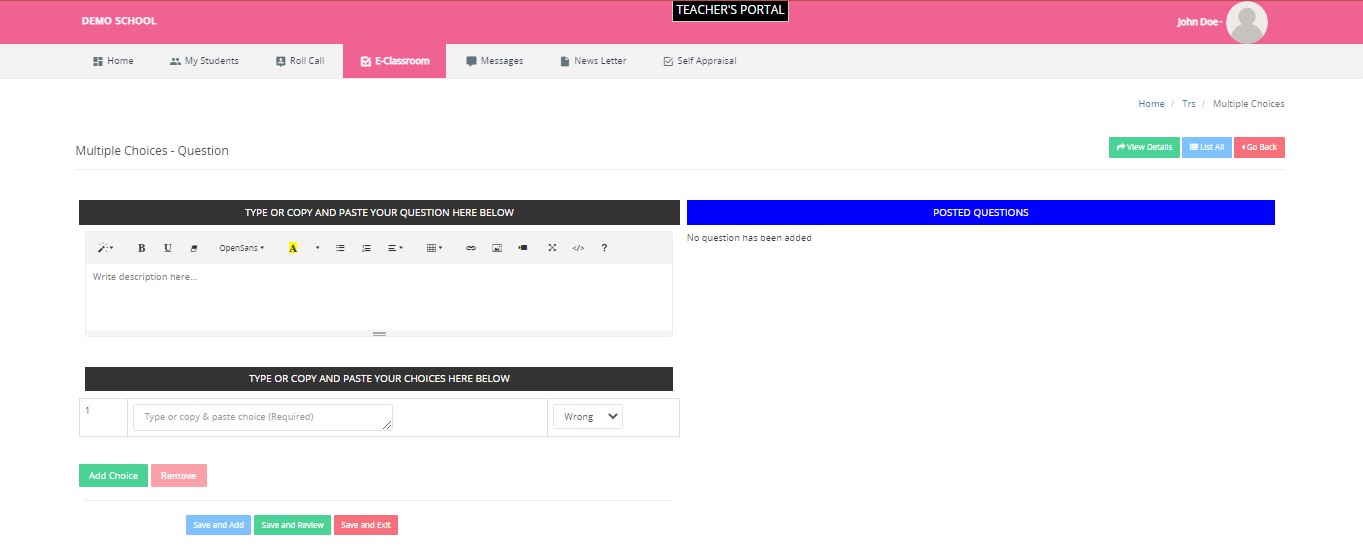 TEACHER'S PORTAL
DEMO SCHOOL
John Doe -
Home My Students Roll Call E-Classroom Messages News Letter Self Appraisal
Home / Trs / Multiple Choices
Multiple Choices - Question
View Details List All Go Back
TYPE OR COPY AND PASTE YOUR QUESTION HERE BELOW
B U OpenSans A </> ?
Write description here...
TYPE OR COPY AND PASTE YOUR CHOICES HERE BELOW
1 Type or copy & paste choice (Required) Wrong
Add Choice Remove
Save and Add Save and Review Save and Exit
POSTED QUESTIONS
No question has been added